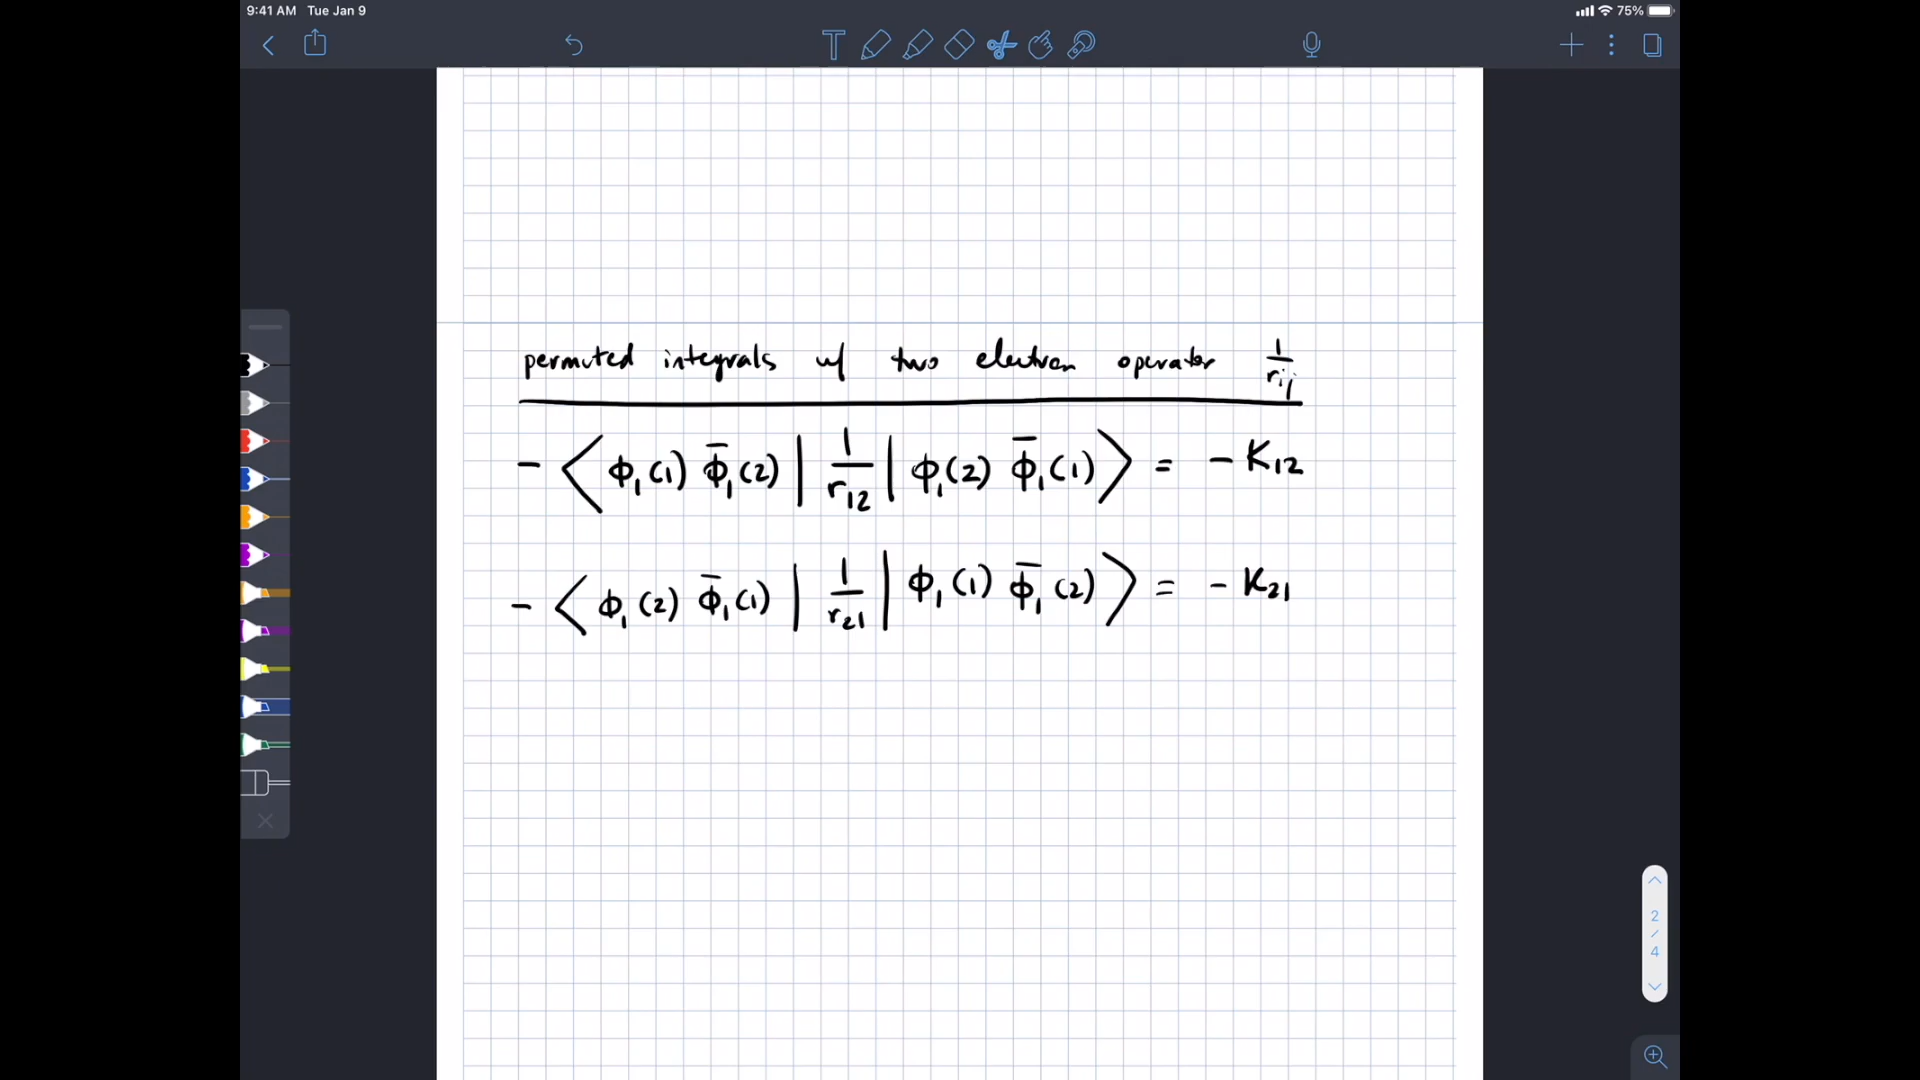 9:41 AM Tue Jan 9
75%
permuted integrals w/ two electron operator 1/rᵢⱼ
- ⟨ ϕ₁(1) ϕ̄₁(2) | 1/r₁₂ | ϕ₁(2) ϕ̄₁(1) ⟩ = - K₁₂
- ⟨ ϕ₁(2) ϕ̄₁(1) | 1/r₂₁ | ϕ₁(1) ϕ̄₁(2) ⟩ = - K₂₁
2
/
4